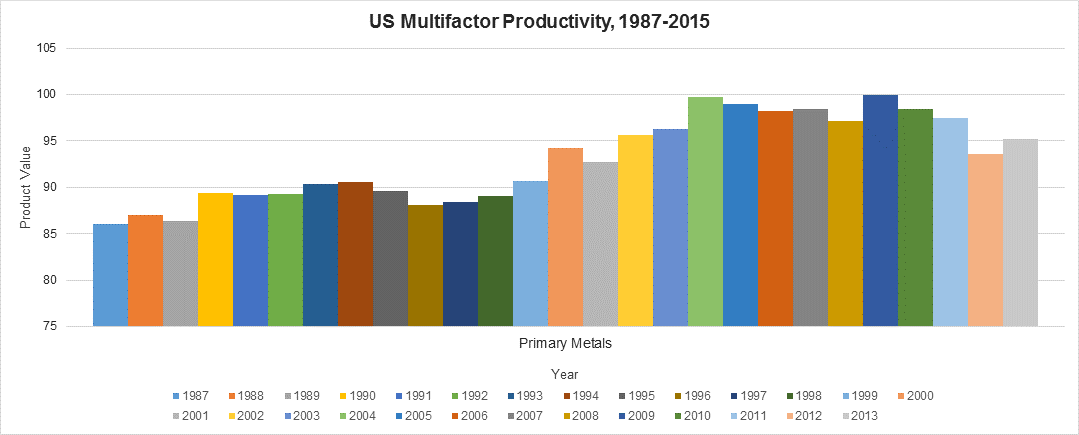 US Multifactor Productivity, 1987-2015
105
100
95
90
85
80
75
Product Value
Primary Metals
Year
1987 1988 1989 1990 1991 1992 1993 1994 1995 1996 1997 1998 1999 2000
2001 2002 2003 2004 2005 2006 2007 2008 2009 2010 2011 2012 2013